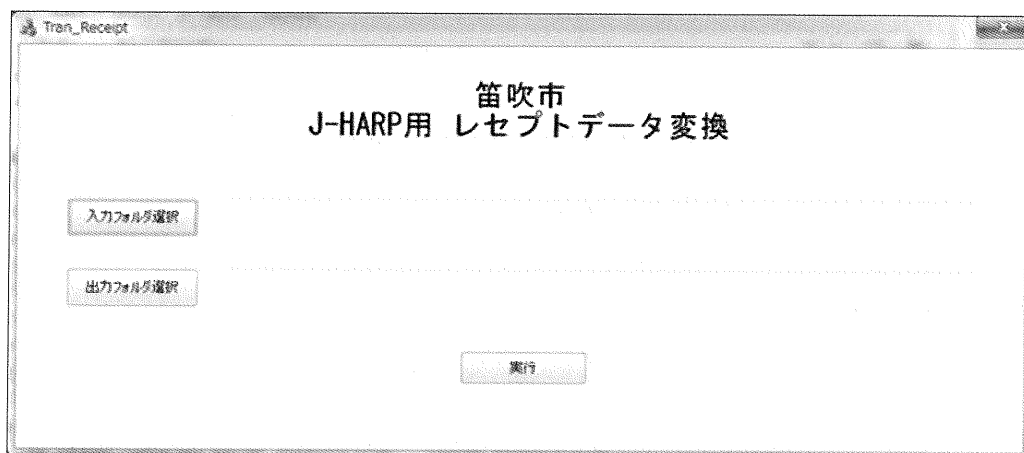 Tran_Receipt
笛吹市
J-HARP用 レセプトデータ変換
入力フォルダ選択
出力フォルダ選択
実行